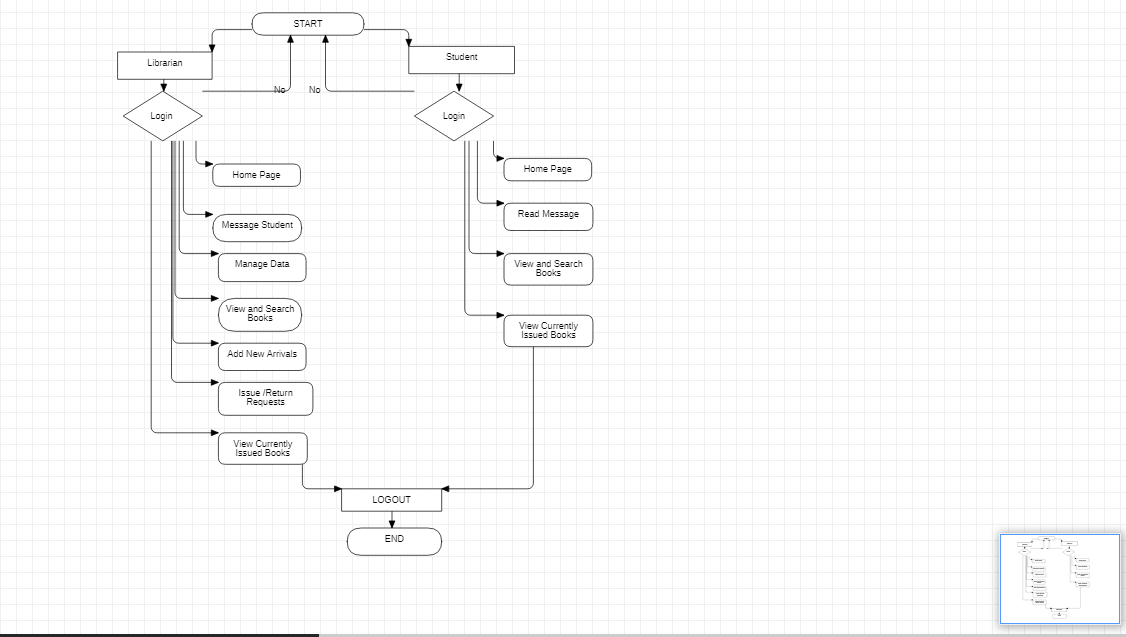 START
Librarian
Student
No
No
Login
Login
Home Page
Home Page
Message Student
Read Message
Manage Data
View and Search
Books
View and Search
Books
View Currently
Issued Books
Add New Arrivals
Issue /Return
Requests
View Currently
Issued Books
LOGOUT
END